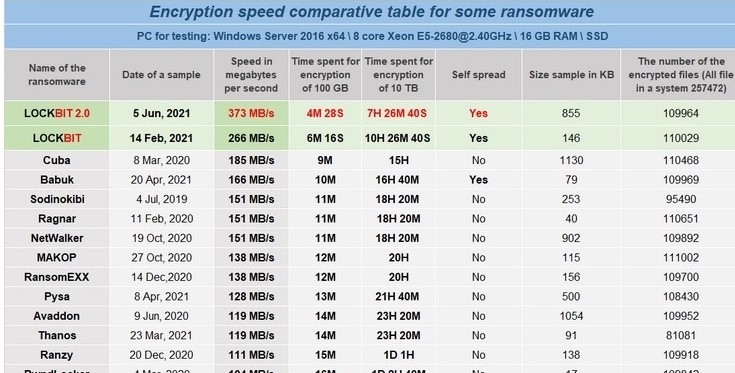 Encryption speed comparative table for some ransomware
PC for testing: Windows Server 2016 x64 \ 8 core Xeon E5-2680@2.40GHz \ 16 GB RAM \ SSD
Name of the ransomware Date of a sample Speed in megabytes per second Time spent for encryption of 100 GB Time spent for encryption of 10 TB Self spread Size sample in KB The number of the encrypted files (All file in a system 257472)
LOCKBIT 2.0 5 Jun, 2021 373 MB/s 4M 28S 7H 26M 40S Yes 855 109964
LOCKBIT 14 Feb, 2021 266 MB/s 6M 16S 10H 26M 40S Yes 146 110029
Cuba 8 Mar, 2020 185 MB/s 9M 15H No 1130 110468
Babuk 20 Apr, 2021 166 MB/s 10M 16H 40M Yes 79 109969
Sodinokibi 4 Jul, 2019 151 MB/s 11M 18H 20M No 253 95490
Ragnar 11 Feb, 2020 151 MB/s 11M 18H 20M No 40 110651
NetWalker 19 Oct, 2020 151 MB/s 11M 18H 20M No 902 109892
MAKOP 27 Oct, 2020 138 MB/s 12M 20H No 115 111002
RansomEXX 14 Dec,2020 138 MB/s 12M 20H No 156 109700
Pysa 8 Apr, 2021 128 MB/s 13M 21H 40M No 500 108430
Avaddon 9 Jun, 2020 119 MB/s 14M 23H 20M No 1054 109952
Thanos 23 Mar, 2021 119 MB/s 14M 23H 20M No 91 81081
Ranzy 20 Dec, 2020 111 MB/s 15M 1D 1H No 138 109918